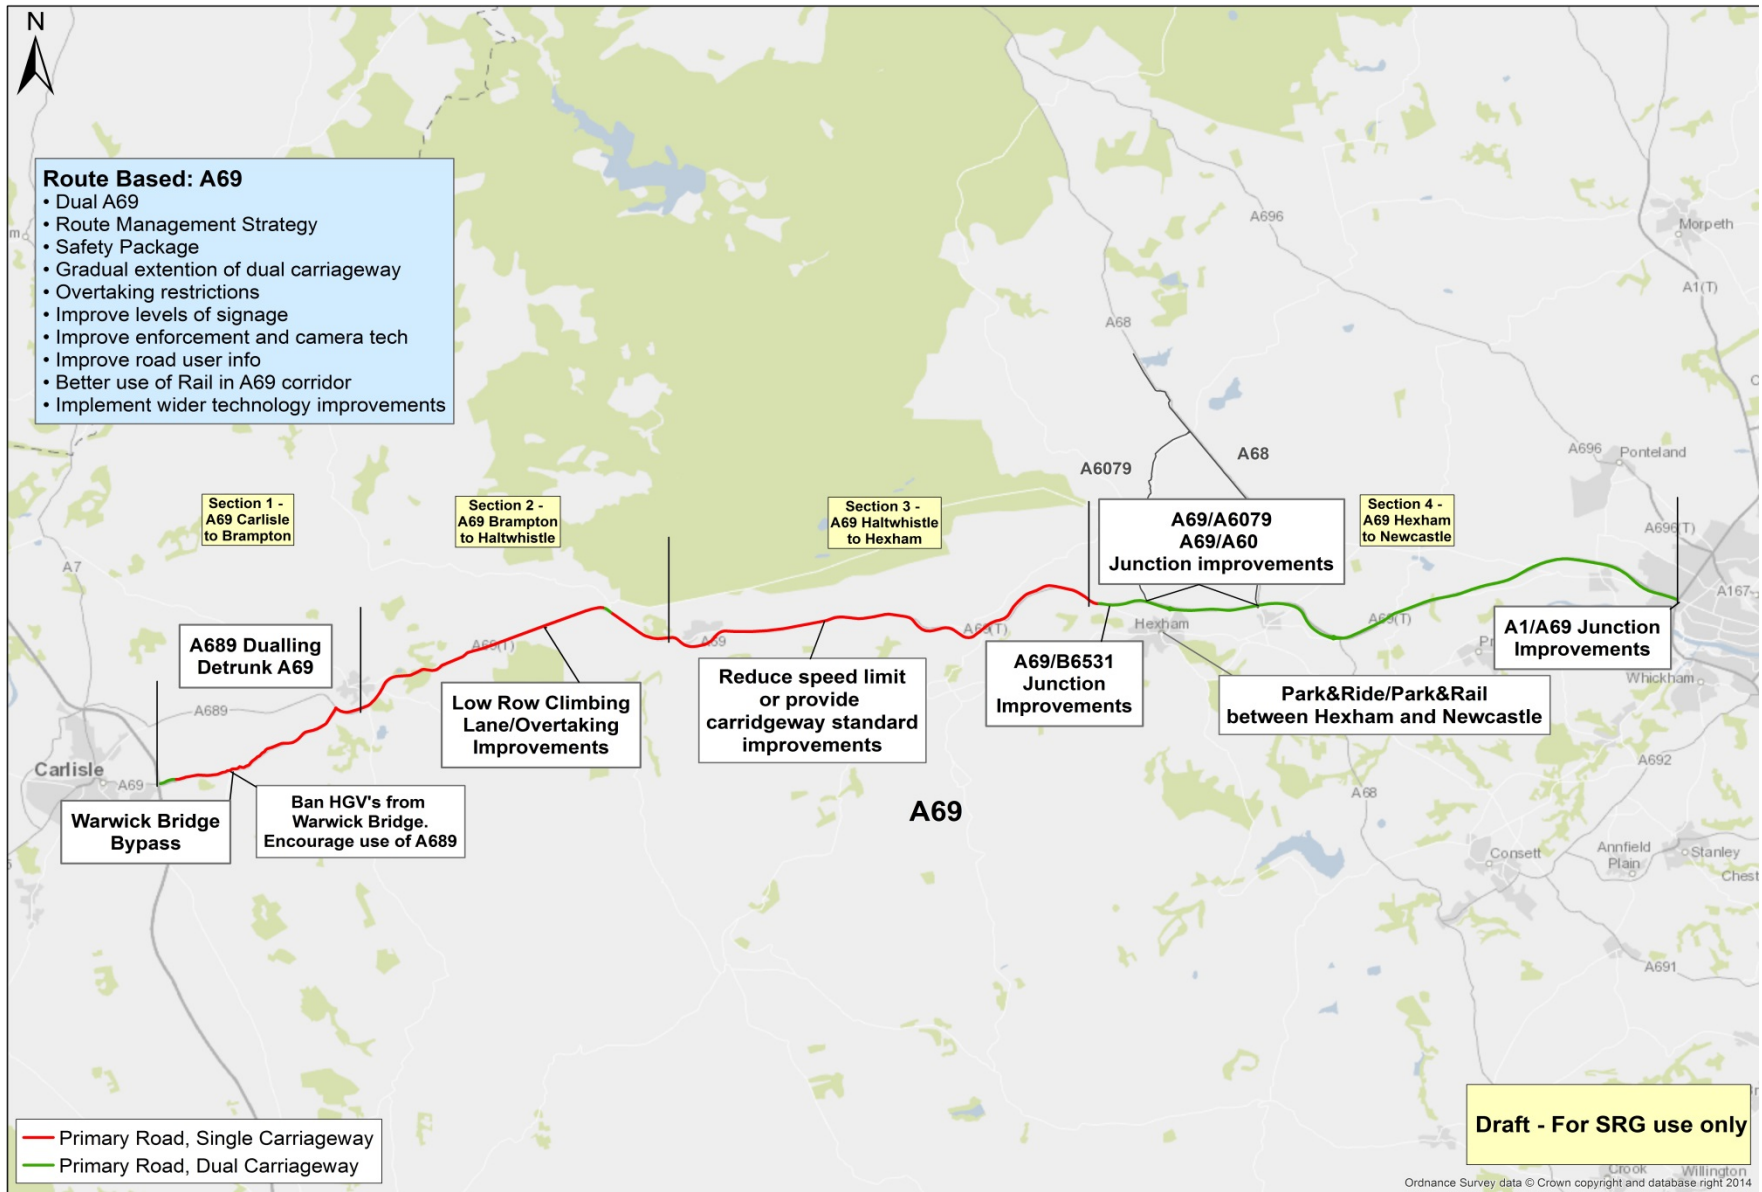 N
Route Based: A69
• Dual A69
• Route Management Strategy
• Safety Package
• Gradual extention of dual carriageway
• Overtaking restrictions
• Improve levels of signage
• Improve enforcement and camera tech
• Improve road user info
• Better use of Rail in A69 corridor
• Implement wider technology improvements
A696
Morpeth
A1(T)
A68
A696
Ponteland
A6079
A68
Section 1 -
A69 Carlisle
to Brampton
Section 2 -
A69 Brampton
to Haltwhistle
Section 3 -
A69 Haltwhistle
to Hexham
A69/A6079
A69/A60
Junction improvements
Section 4 -
A69 Hexham
to Newcastle
A696(T)
A7
A167
A689 Dualling
Detrunk A69
A69(T)
A69
A69(T)
Hexham
A69(T)
A1/A69 Junction
Improvements
Whickham
A689
Low Row Climbing
Lane/Overtaking
Improvements
Reduce speed limit
or provide
carridgeway standard
improvements
A69/B6531
Junction
Improvements
Park&Ride/Park&Rail
between Hexham and Newcastle
Carlisle
A69
Warwick Bridge
Bypass
Ban HGV's from
Warwick Bridge.
Encourage use of A689
A69
A692
A68
Consett
Annfield
Plain
Stanley
Chest
A691
Primary Road, Single Carriageway
Primary Road, Dual Carriageway
Draft - For SRG use only
Crook
Willington
Ordnance Survey data © Crown copyright and database right 2014